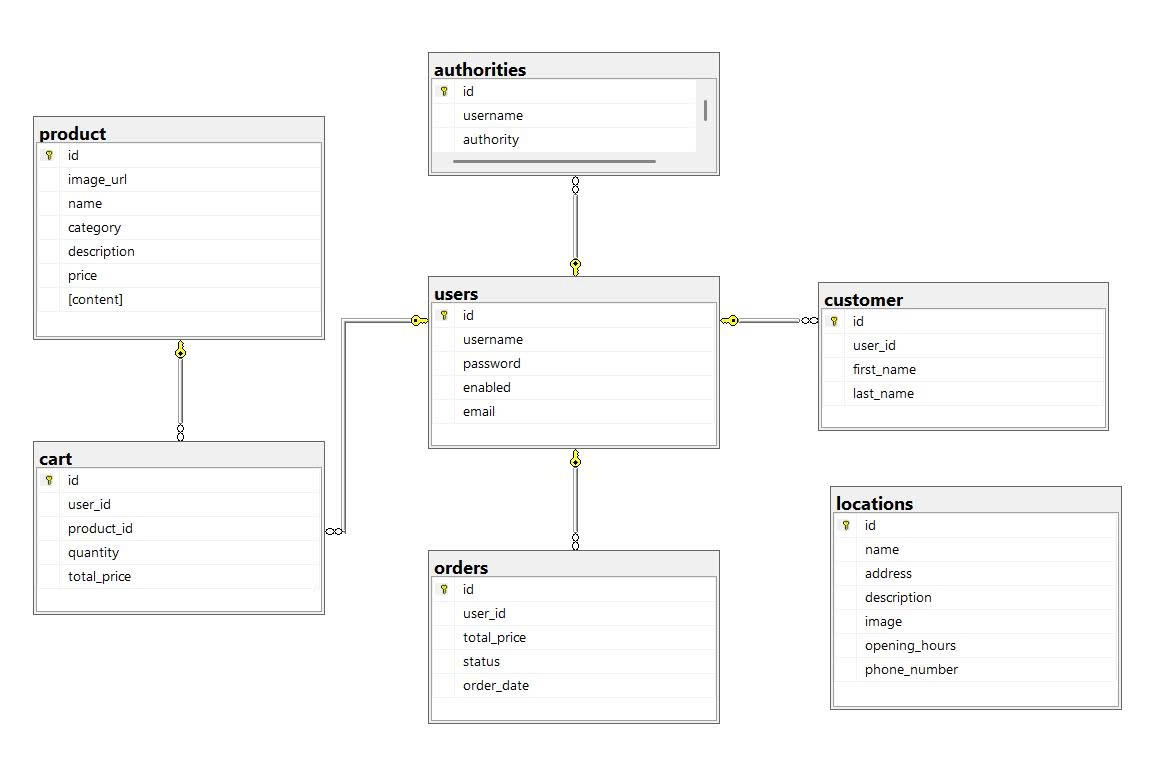 authorities
id
username
authority
product
id
image_url
name
category
description
price
[content]
users
id
username
password
enabled
email
customer
id
user_id
first_name
last_name
cart
id
user_id
product_id
quantity
total_price
orders
id
user_id
total_price
status
order_date
locations
id
name
address
description
image
opening_hours
phone_number